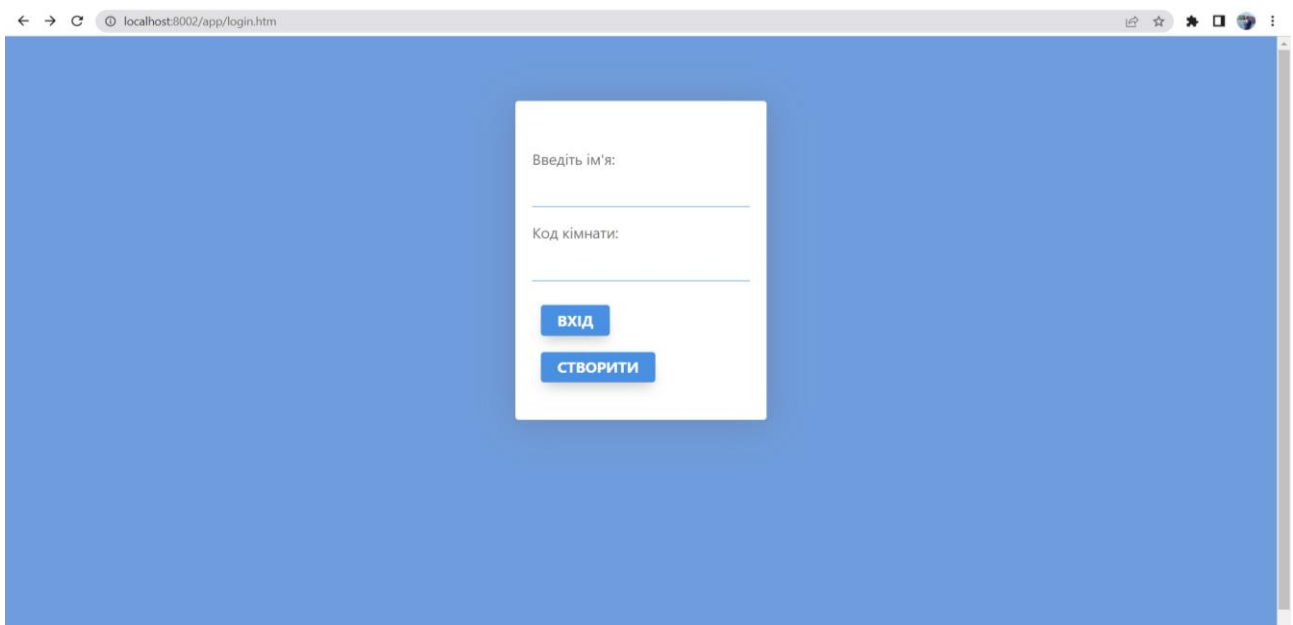 localhost:8002/app/login.htm
Введіть ім'я:
Код кімнати:
ВХІД
СТВОРИТИ